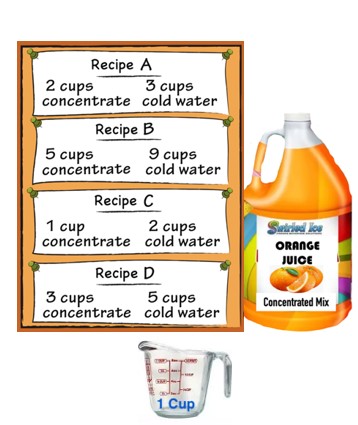 Recipe A
2 cups concentrate 3 cups cold water
Recipe B
5 cups concentrate 9 cups cold water
Recipe C
1 cup concentrate 2 cups cold water
Recipe D
3 cups concentrate 5 cups cold water
Swirled Ice
ORANGE
JUICE
Concentrated Mix
1 Cup